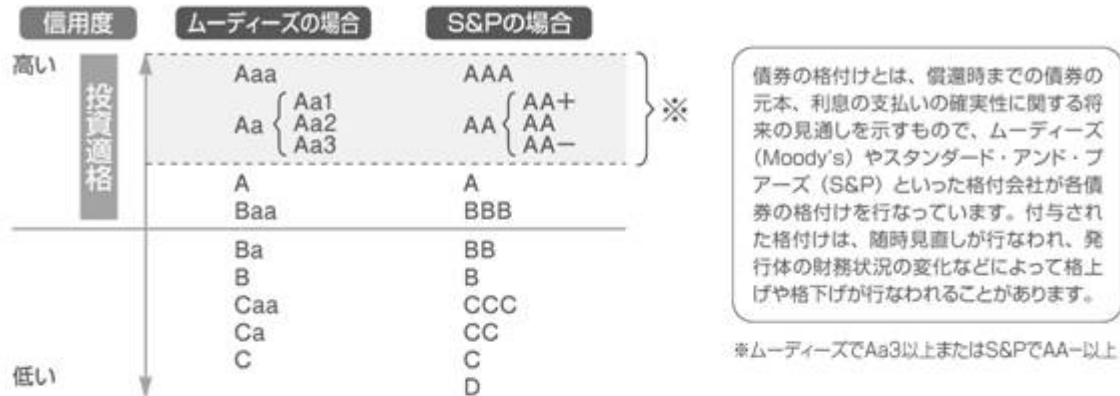 信用度 ムーディーズの場合 S&Pの場合
高い
投資適格
Aaa AAA
Aa Aa1 Aa2 Aa3 AA AA+ AA AA−
※
A A
Baa BBB
Ba BB
B B
Caa CCC
Ca CC
C C
低い D
債券の格付けとは、償還時までの債券の
元本、利息の支払いの確実性に関する将
来の見通しを示すもので、ムーディーズ
(Moody's)やスタンダード・アンド・プ
アーズ(S&P)といった格付会社が各債
券の格付けを行なっています。付与され
た格付けは、随時見直しが行なわれ、発
行体の財務状況の変化などによって格上
げや格下げが行なわれることがあります。
※ムーディーズでAa3以上またはS&PでAA−以上